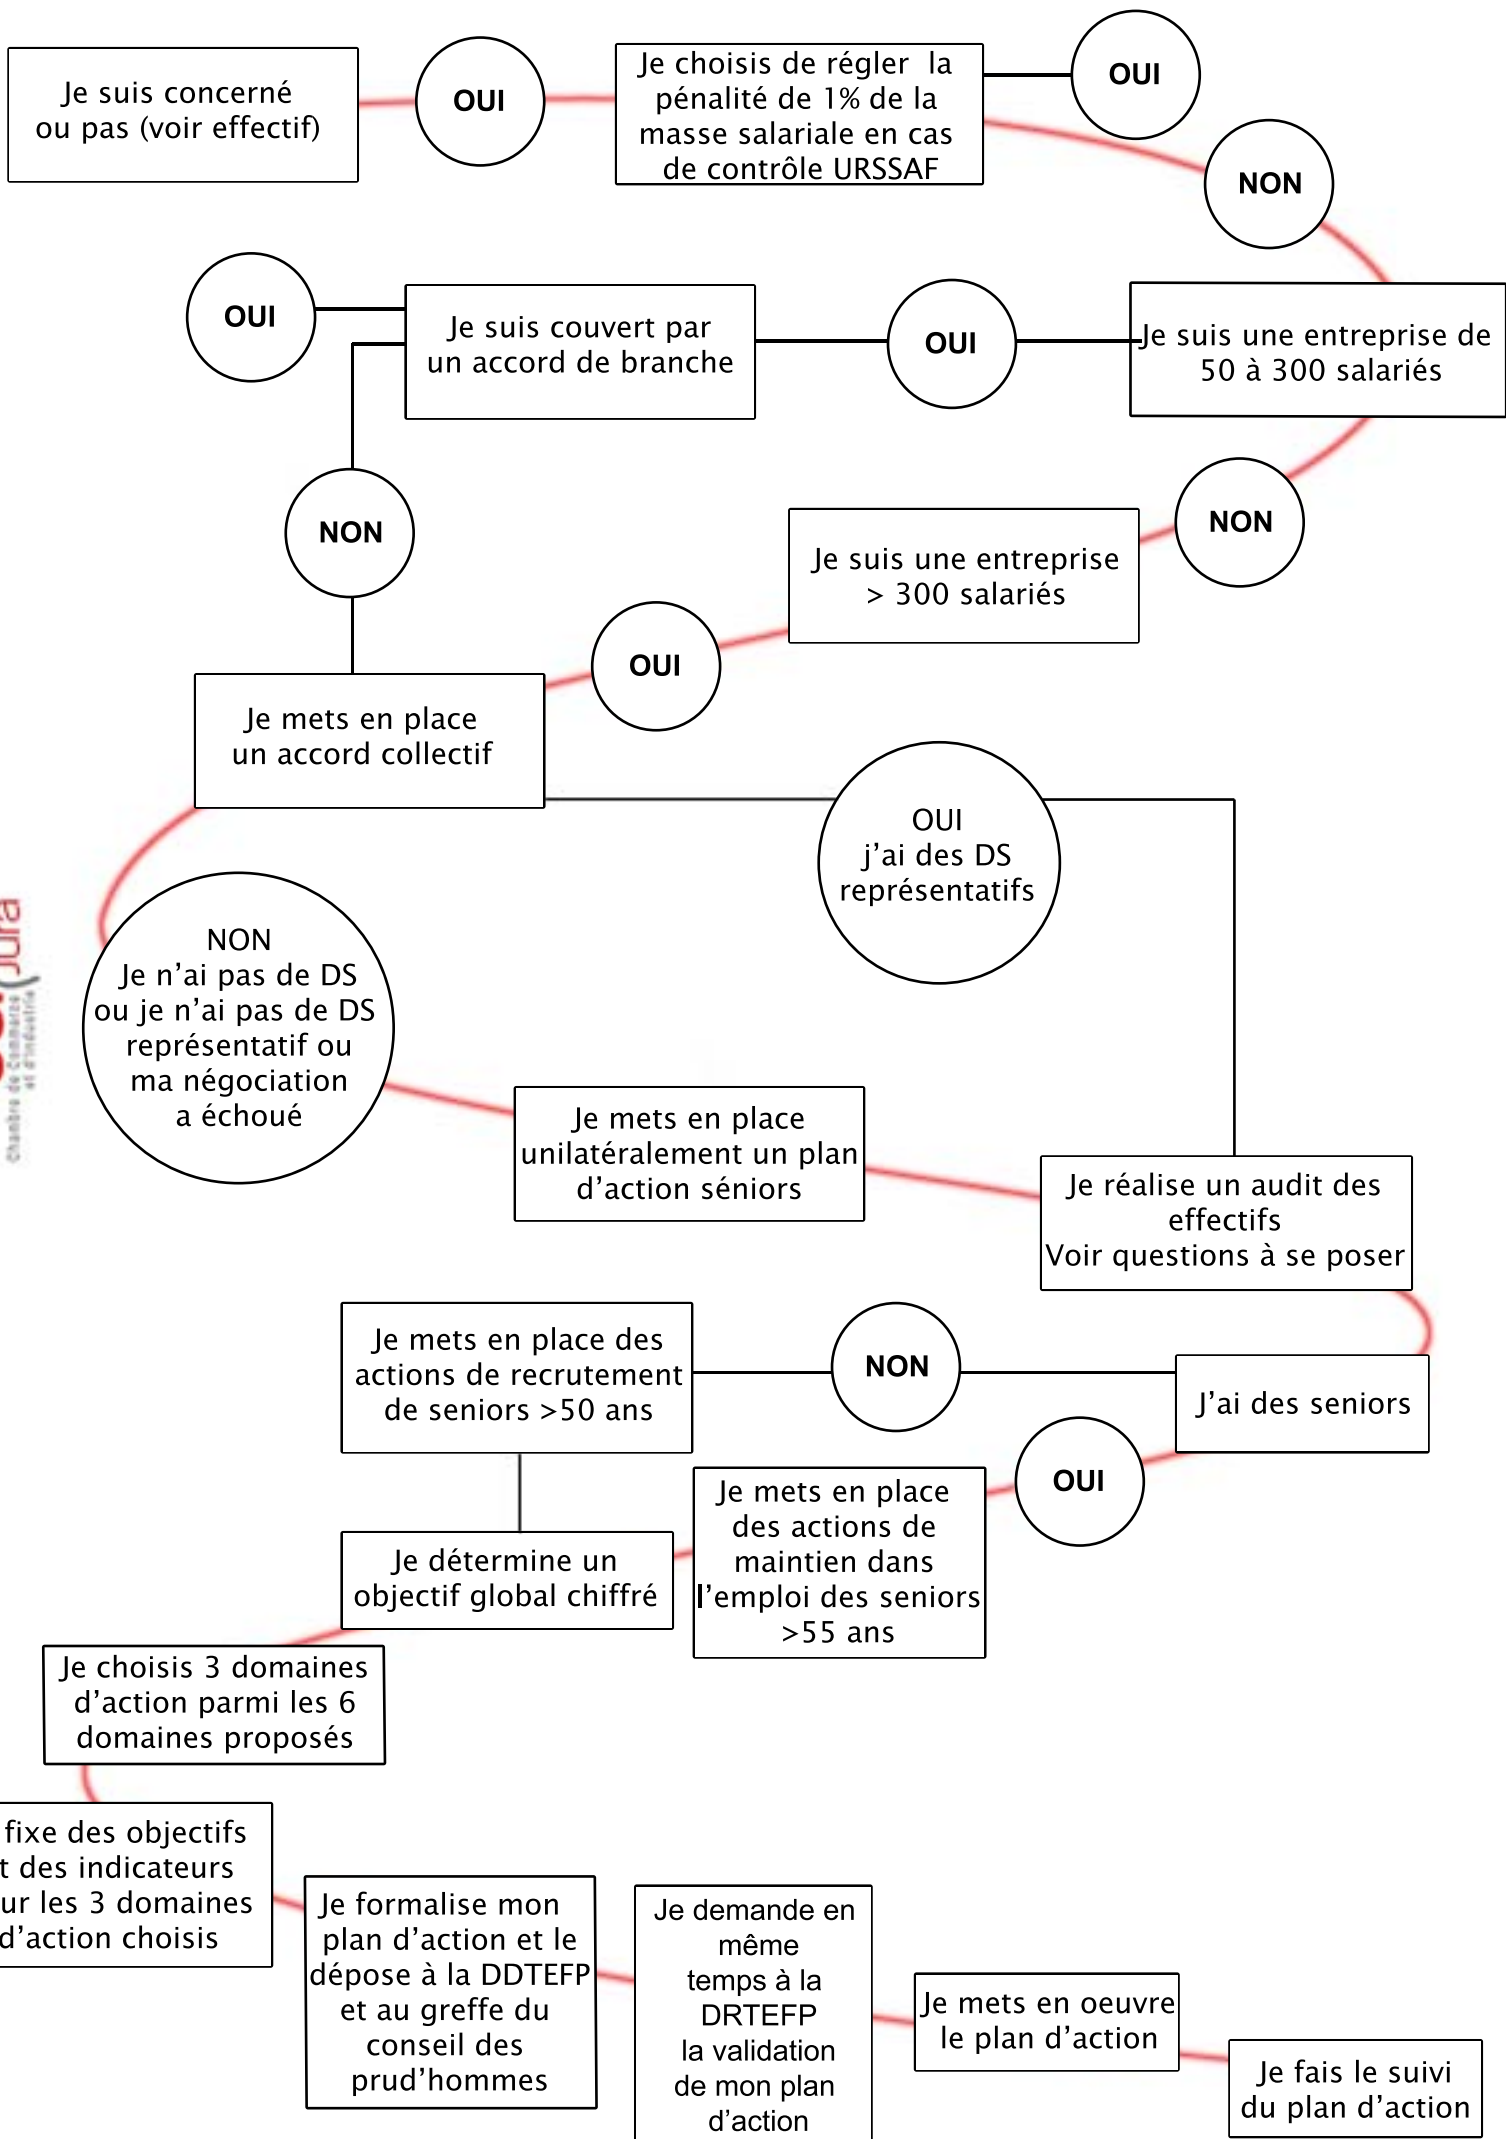 Je suis concerné
ou pas (voir effectif)
OUI
Je choisis de régler la
pénalité de 1% de la
masse salariale en cas
de contrôle URSSAF
OUI
NON
OUI
Je suis couvert par
un accord de branche
OUI
Je suis une entreprise de
50 à 300 salariés
NON
NON
Je suis une entreprise
> 300 salariés
OUI
Je mets en place
un accord collectif
OUI
j'ai des DS
représentatifs
Jura
Chambre de Commerce
et d'Industrie
NON
Je n'ai pas de DS
ou je n'ai pas de DS
représentatif ou
ma négociation
a échoué
Je mets en place
unilatéralement un plan
d'action séniors
Je réalise un audit des
effectifs
Voir questions à se poser
Je mets en place des
actions de recrutement
de seniors >50 ans
NON
J'ai des seniors
OUI
Je mets en place
des actions de
maintien dans
l'emploi des seniors
>55 ans
Je détermine un
objectif global chiffré
Je choisis 3 domaines
d'action parmi les 6
domaines proposés
fixe des objectifs
t des indicateurs
ur les 3 domaines
d'action choisis
Je formalise mon
plan d'action et le
dépose à la DDTEFP
et au greffe du
conseil des
prud'hommes
Je demande en
même
temps à la
DRTEFP
la validation
de mon plan
d'action
Je mets en oeuvre
le plan d'action
Je fais le suivi
du plan d'action